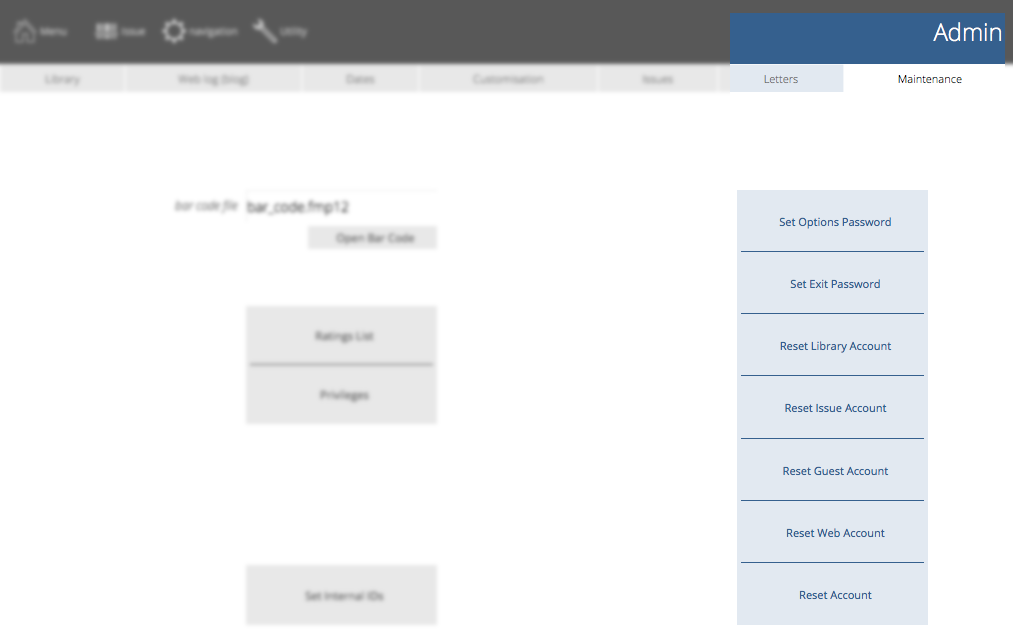 Menu Issue navigation Utility
Admin
Library Web log (blog) Dates Customisation Issues Letters Maintenance
bar code file bar_code.fmp12
Open Bar Code
Ratings List
Privileges
Set Internal IDs
Set Options Password
Set Exit Password
Reset Library Account
Reset Issue Account
Reset Guest Account
Reset Web Account
Reset Account